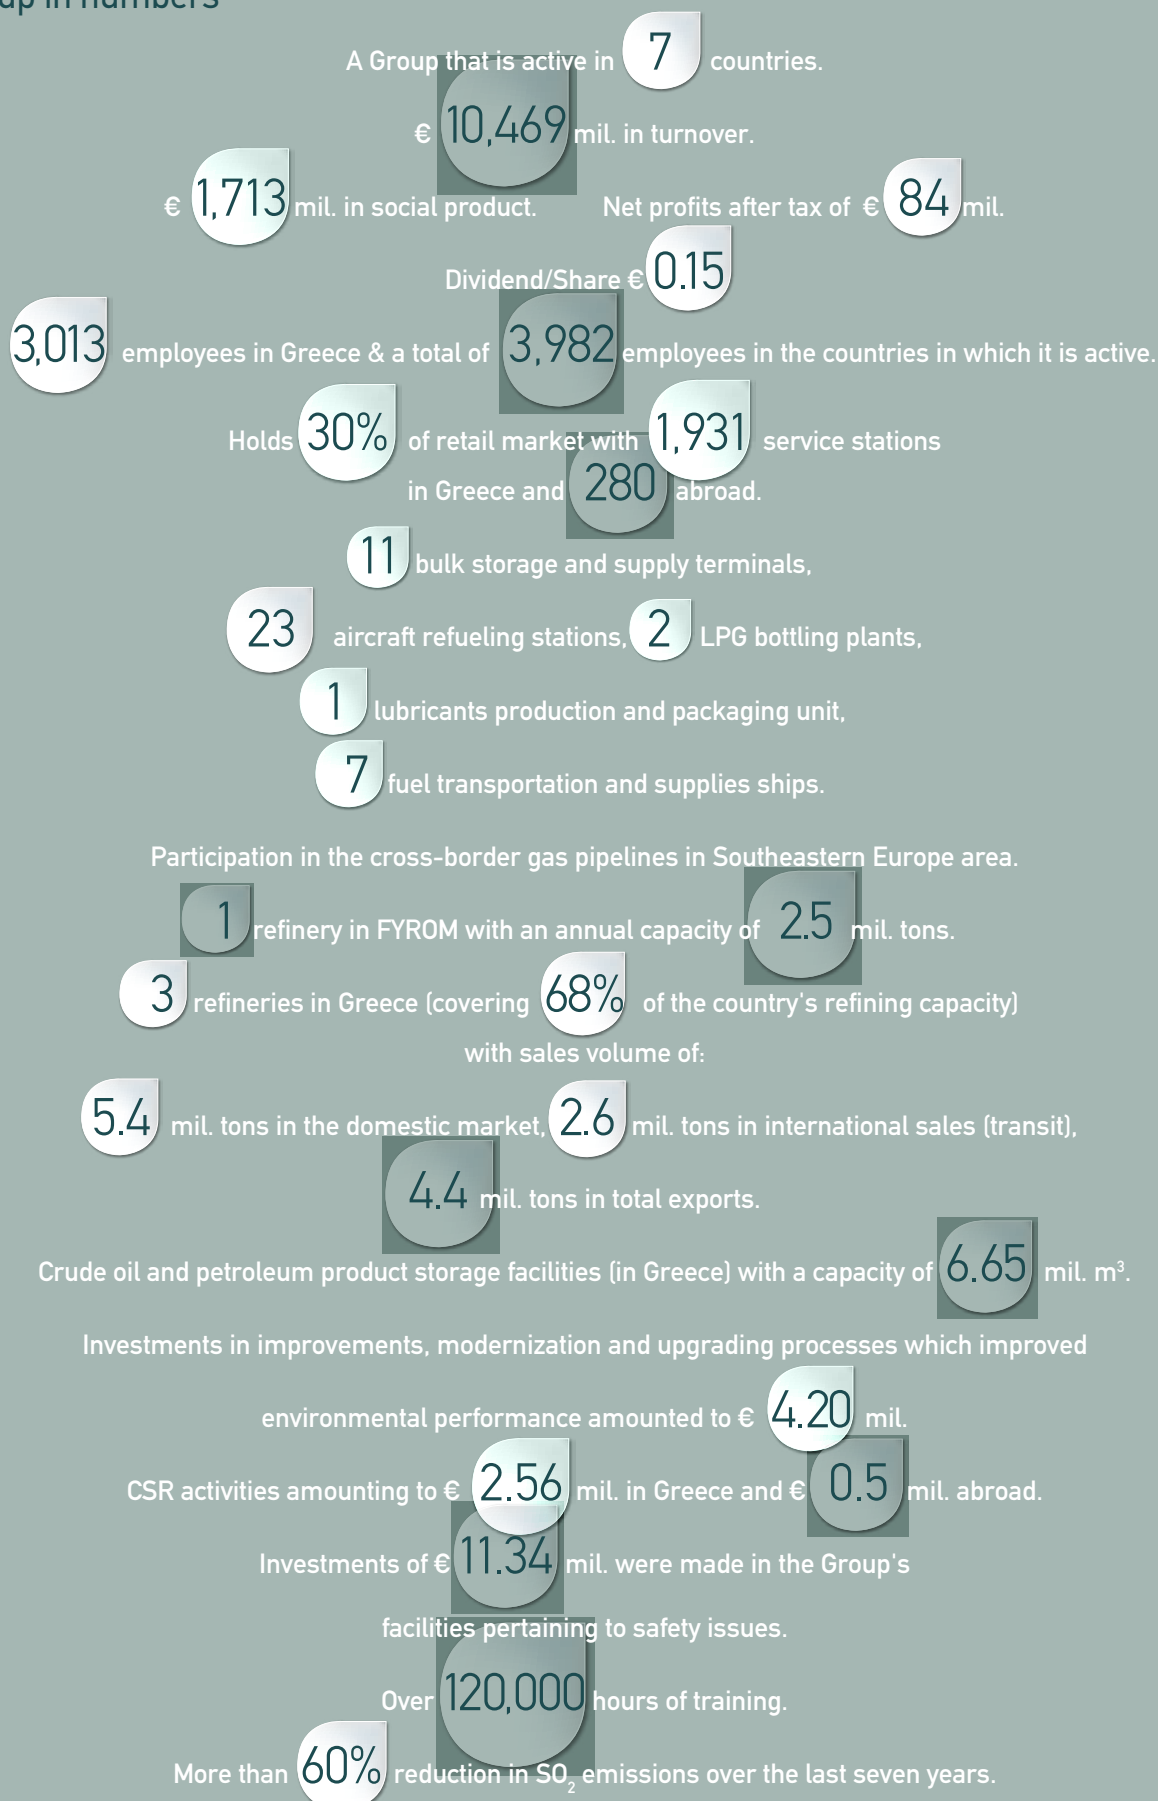 up in numbers
A Group that is active in 7 countries.
€ 10,469 mil. in turnover.
€ 1,713 mil. in social product. Net profits after tax of € 84 mil.
Dividend/Share € 0.15
3,013 employees in Greece & a total of 3,982 employees in the countries in which it is active.
Holds 30% of retail market with 1,931 service stations
in Greece and 280 abroad.
11 bulk storage and supply terminals,
23 aircraft refueling stations, 2 LPG bottling plants,
1 lubricants production and packaging unit,
7 fuel transportation and supplies ships.
Participation in the cross-border gas pipelines in Southeastern Europe area.
1 refinery in FYROM with an annual capacity of 2.5 mil. tons.
3 refineries in Greece (covering 68% of the country's refining capacity)
with sales volume of:
5.4 mil. tons in the domestic market, 2.6 mil. tons in international sales (transit),
4.4 mil. tons in total exports.
Crude oil and petroleum product storage facilities (in Greece) with a capacity of 6.65 mil. m³.
Investments in improvements, modernization and upgrading processes which improved
environmental performance amounted to € 4.20 mil.
CSR activities amounting to € 2.56 mil. in Greece and € 0.5 mil. abroad.
Investments of € 11.34 mil. were made in the Group's
facilities pertaining to safety issues.
Over 120,000 hours of training.
More than 60% reduction in SO₂ emissions over the last seven years.